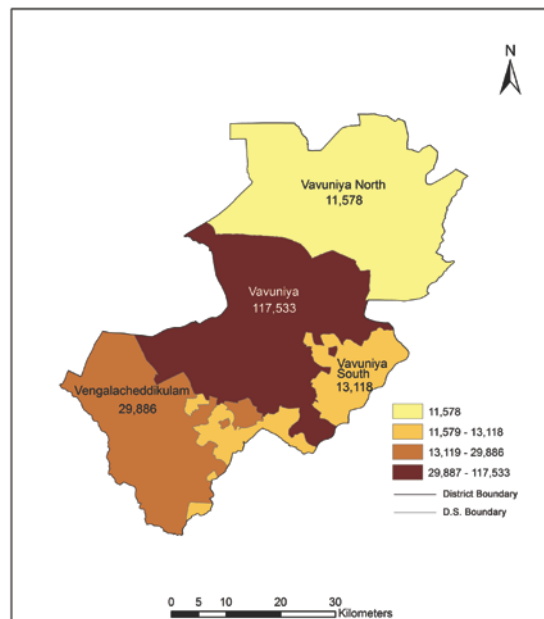 N
Vavuniya North
11,578
Vavuniya
117,533
Vavuniya
South
13,118
Vengalacheddikulam
29,886
11,578
11,579 - 13,118
13,119 - 29,886
29,887 - 117,533
District Boundary
D.S. Boundary
0 5 10 20 30
Kilometers